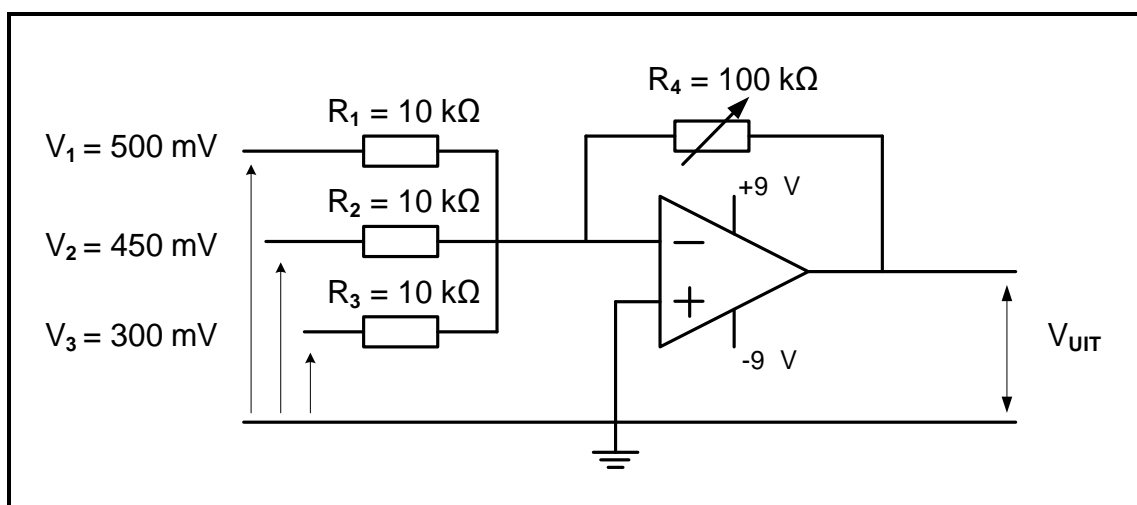 R4 = 100 kΩ
R1 = 10 kΩ
V1 = 500 mV
+9 V
R2 = 10 kΩ
V2 = 450 mV
−
R3 = 10 kΩ
+
V3 = 300 mV
VUIT
-9 V